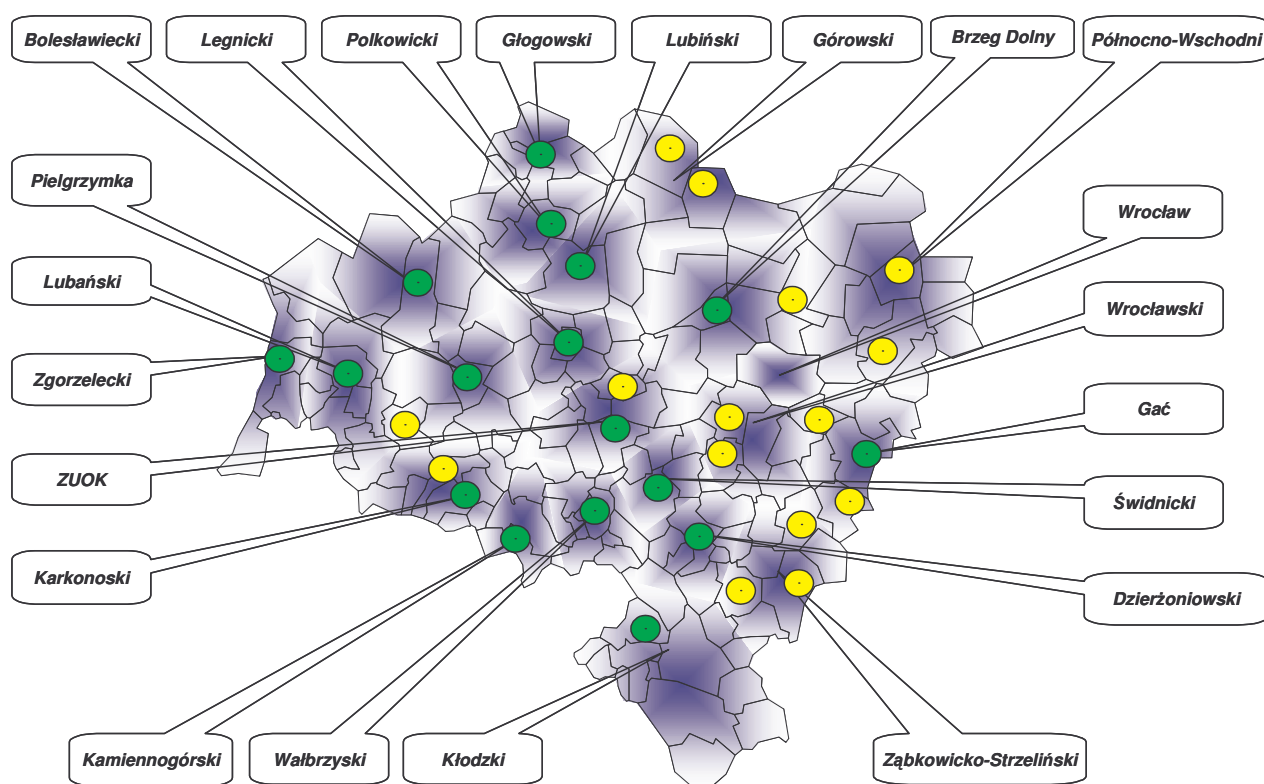 Bolesławiecki
Legnicki
Polkowicki
Głogowski
Lubiński
Górowski
Brzeg Dolny
Północno-Wschodni
Pielgrzymka
Wrocław
Lubański
Wrocławski
Zgorzelecki
Gać
ZUOK
Świdnicki
Karkonoski
Dzierżoniowski
Kamiennogórski
Wałbrzyski
Kłodzki
Ząbkowicko-Strzeliński